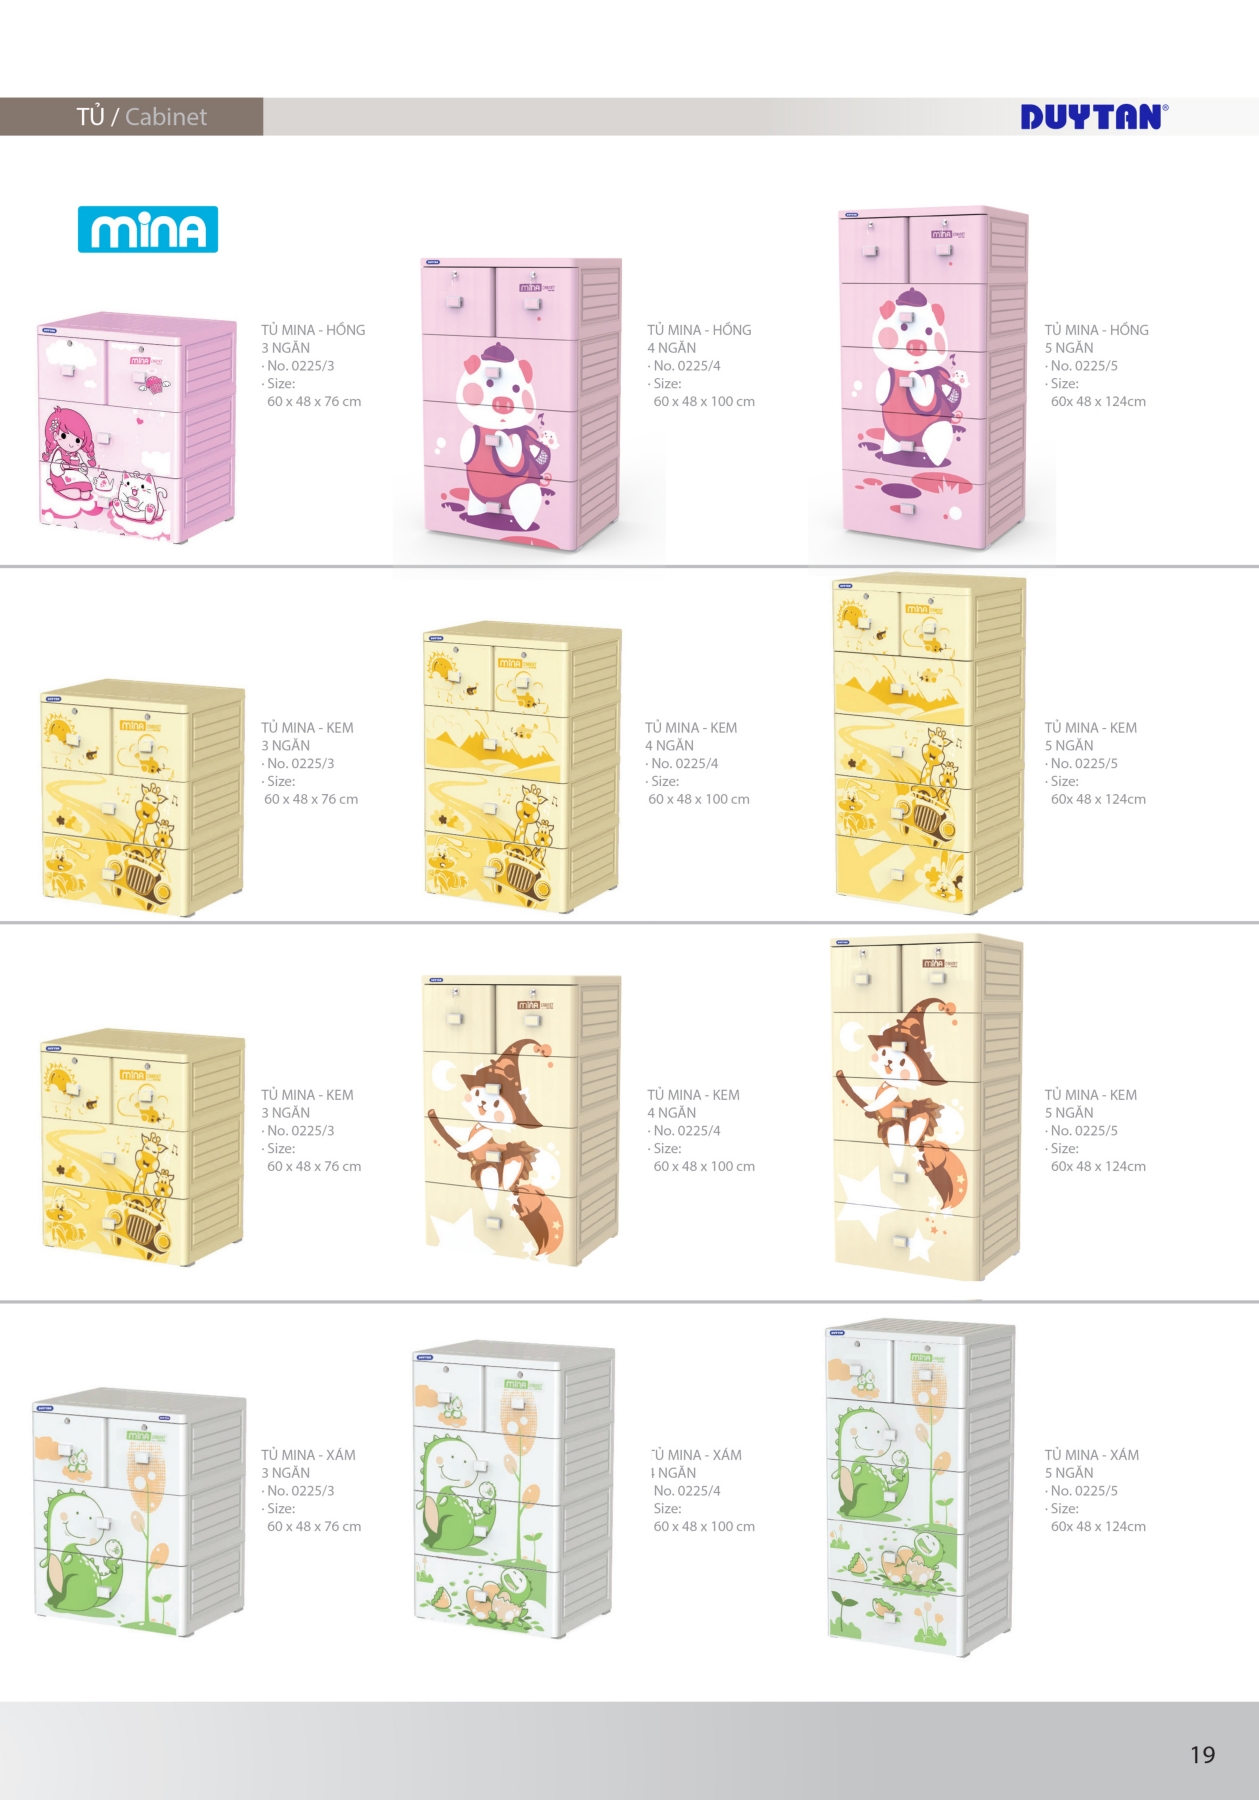 TỦ / Cabinet
DUYTAN®
mina
TỦ MINA - HỒNG
3 NGĂN
· No. 0225/3
· Size:
60 x 48 x 76 cm
TỦ MINA - HỒNG
4 NGĂN
· No. 0225/4
· Size:
60 x 48 x 100 cm
TỦ MINA - HỒNG
5 NGĂN
· No. 0225/5
· Size:
60x 48 x 124cm
TỦ MINA - KEM
3 NGĂN
· No. 0225/3
· Size:
60 x 48 x 76 cm
TỦ MINA - KEM
4 NGĂN
· No. 0225/4
· Size:
60 x 48 x 100 cm
TỦ MINA - KEM
5 NGĂN
· No. 0225/5
· Size:
60x 48 x 124cm
TỦ MINA - KEM
3 NGĂN
· No. 0225/3
· Size:
60 x 48 x 76 cm
TỦ MINA - KEM
4 NGĂN
· No. 0225/4
· Size:
60 x 48 x 100 cm
TỦ MINA - KEM
5 NGĂN
· No. 0225/5
· Size:
60x 48 x 124cm
TỦ MINA - XÁM
3 NGĂN
· No. 0225/3
· Size:
60 x 48 x 76 cm
TỦ MINA - XÁM
NGĂN
No. 0225/4
Size:
60 x 48 x 100 cm
TỦ MINA - XÁM
5 NGĂN
· No. 0225/5
· Size:
60x 48 x 124cm
19